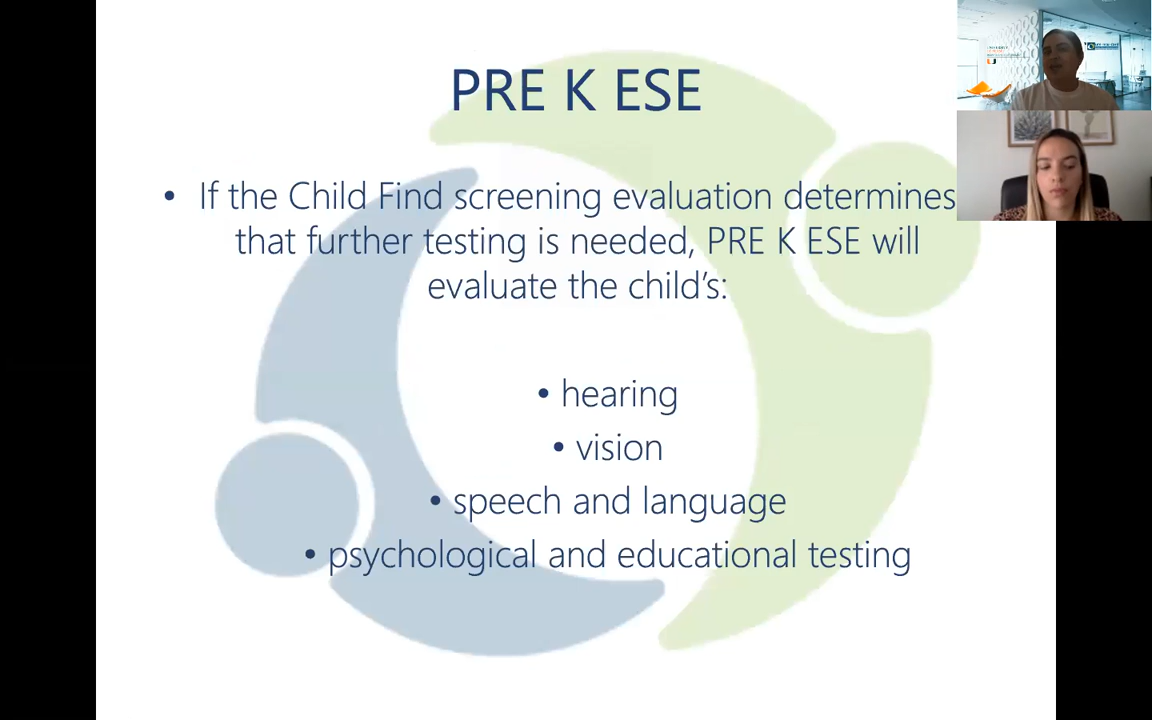 PRE K ESE
• If the Child Find screening evaluation determines
that further testing is needed, PRE K ESE will
evaluate the child's:
• hearing
• vision
• speech and language
• psychological and educational testing